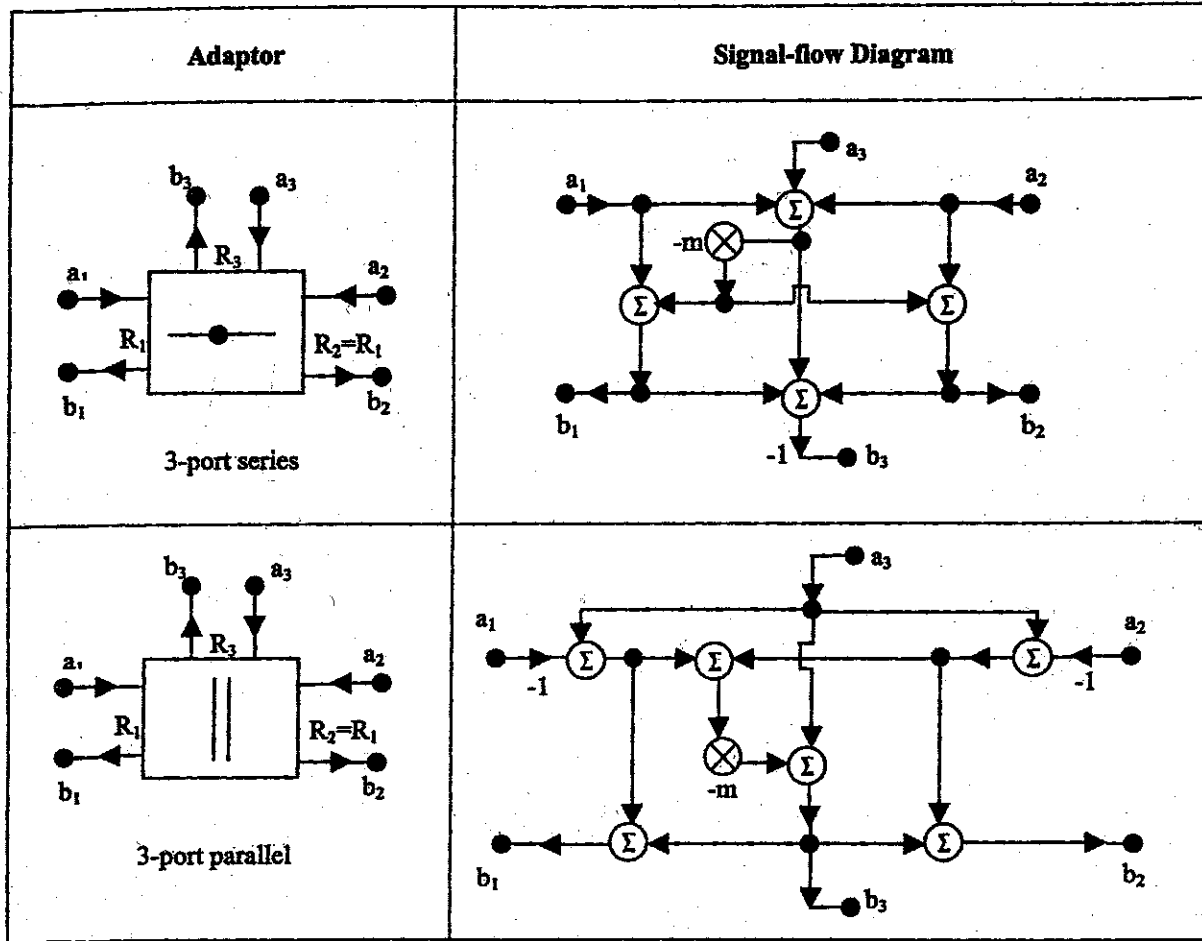 Adaptor
Signal-flow Diagram
b₃ a₃
R₃
a₁ a₂
R₁ R₂=R₁
b₁ b₂
3-port series
a₃
a₁ a₂
Σ
-m
Σ Σ
b₁ Σ b₂
-1 b₃
b₃ a₃
R₃
a₁ a₂
R₁ R₂=R₁
b₁ b₂
3-port parallel
a₃
a₁ a₂
Σ Σ Σ
-1 -1
Σ
-m
Σ Σ
b₁ b₂
b₃